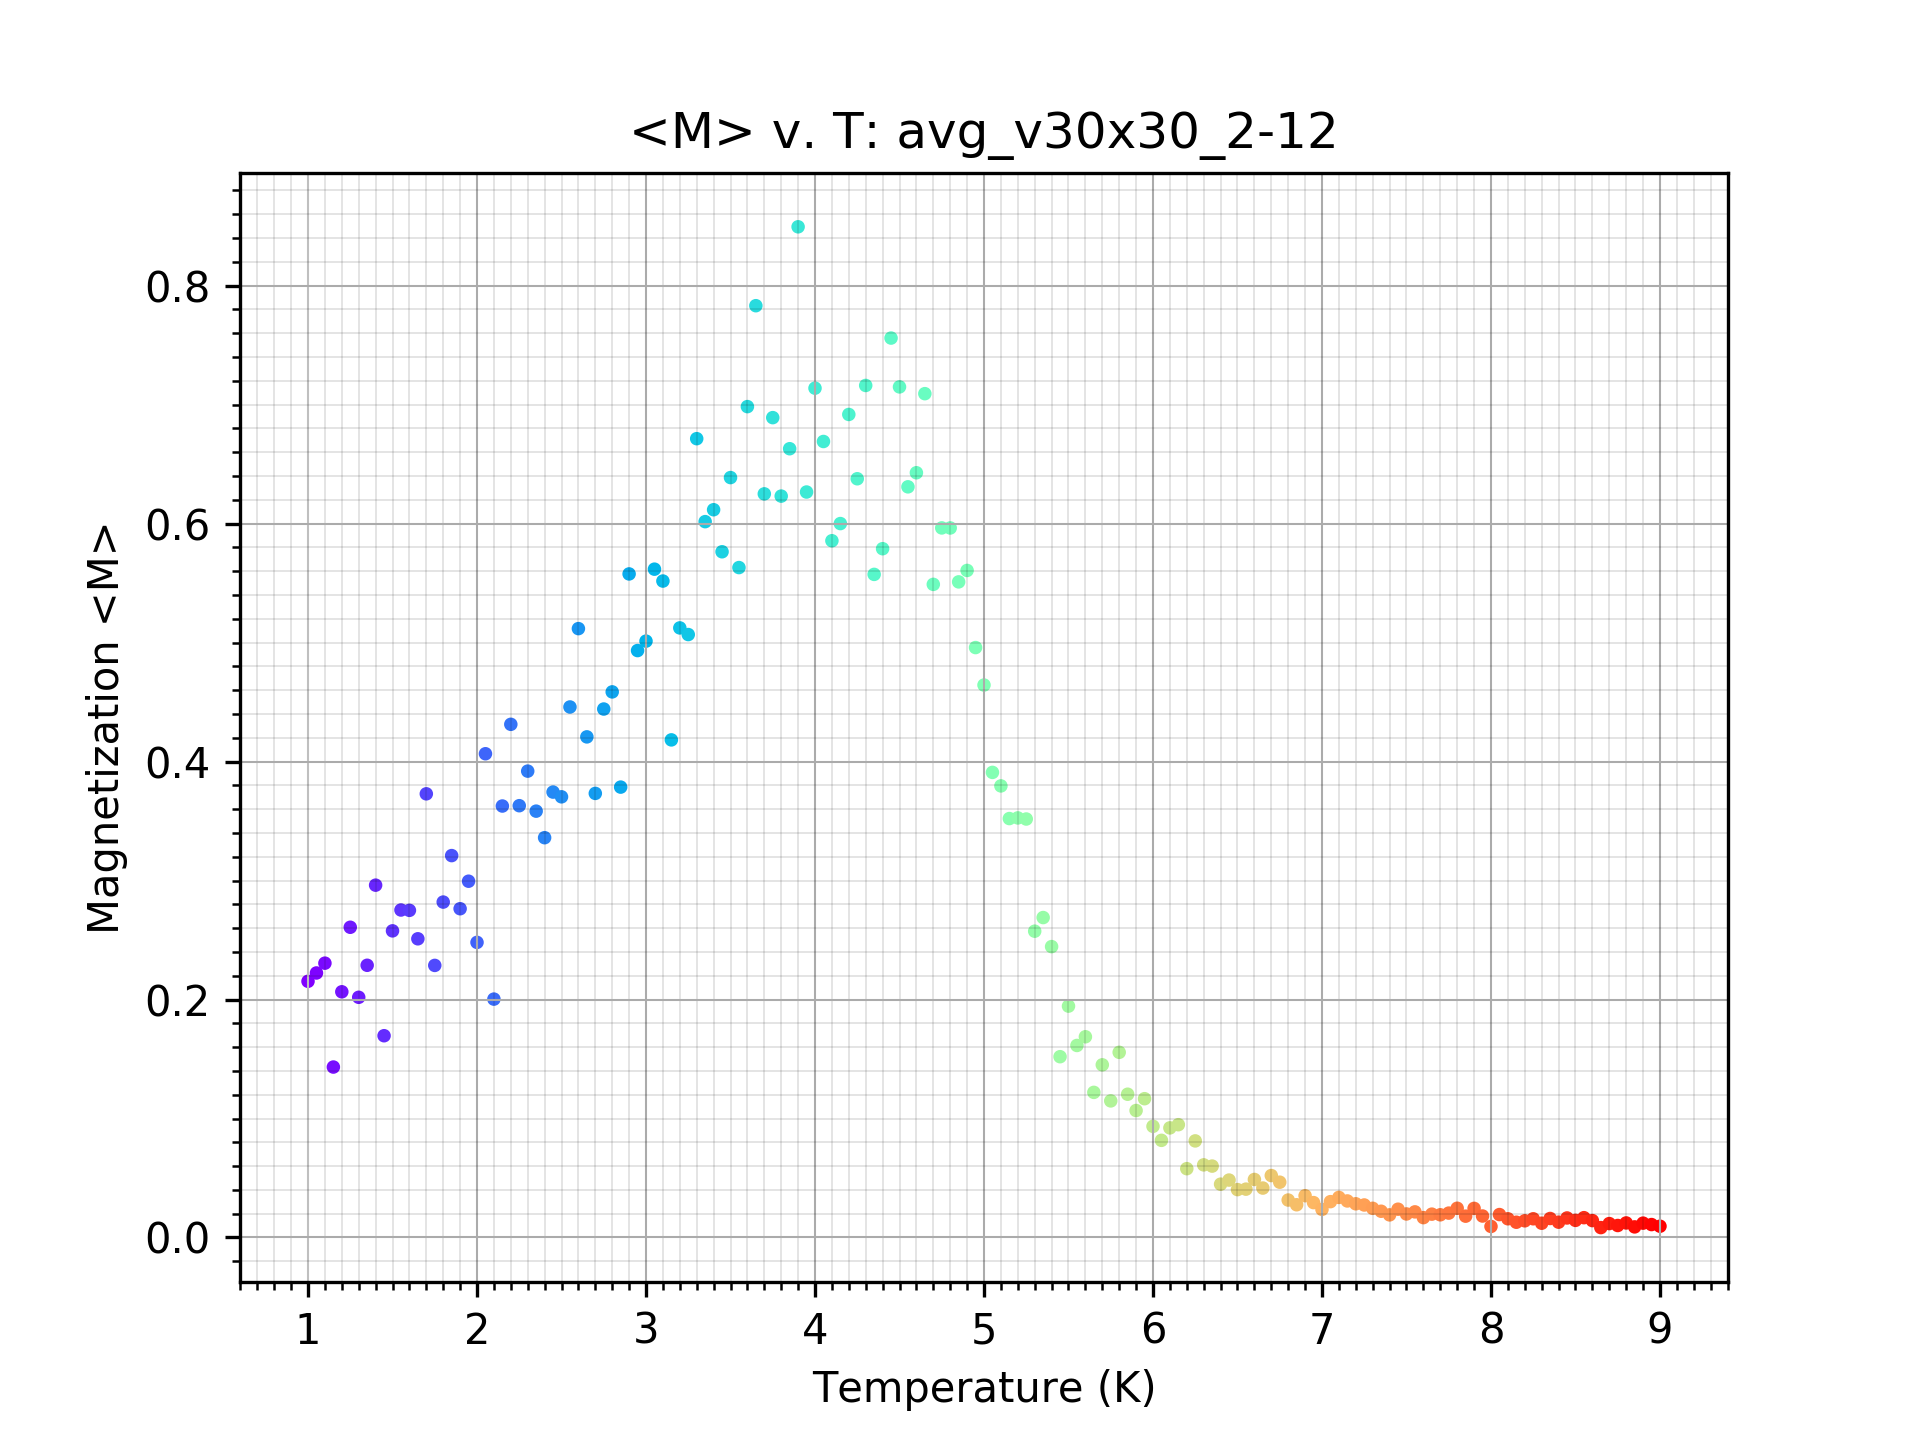 <M> v. T: avg_v30x30_2-12
Magnetization <M>
0.8
0.6
0.4
0.2
0.0
1 2 3 4 5 6 7 8 9
Temperature (K)